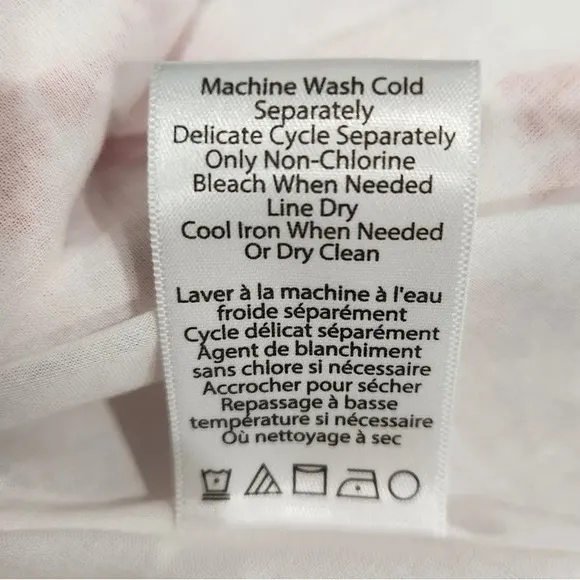 Machine Wash Cold
Separately
Delicate Cycle Separately
Only Non-Chlorine
Bleach When Needed
Line Dry
Cool Iron When Needed
Or Dry Clean
Laver à la machine à l'eau
froide séparément
Cycle délicat séparément
Agent de blanchiment
sans chlore si nécessaire
Accrocher pour sécher
Repassage à basse
température si nécessaire
Où nettoyage à sec